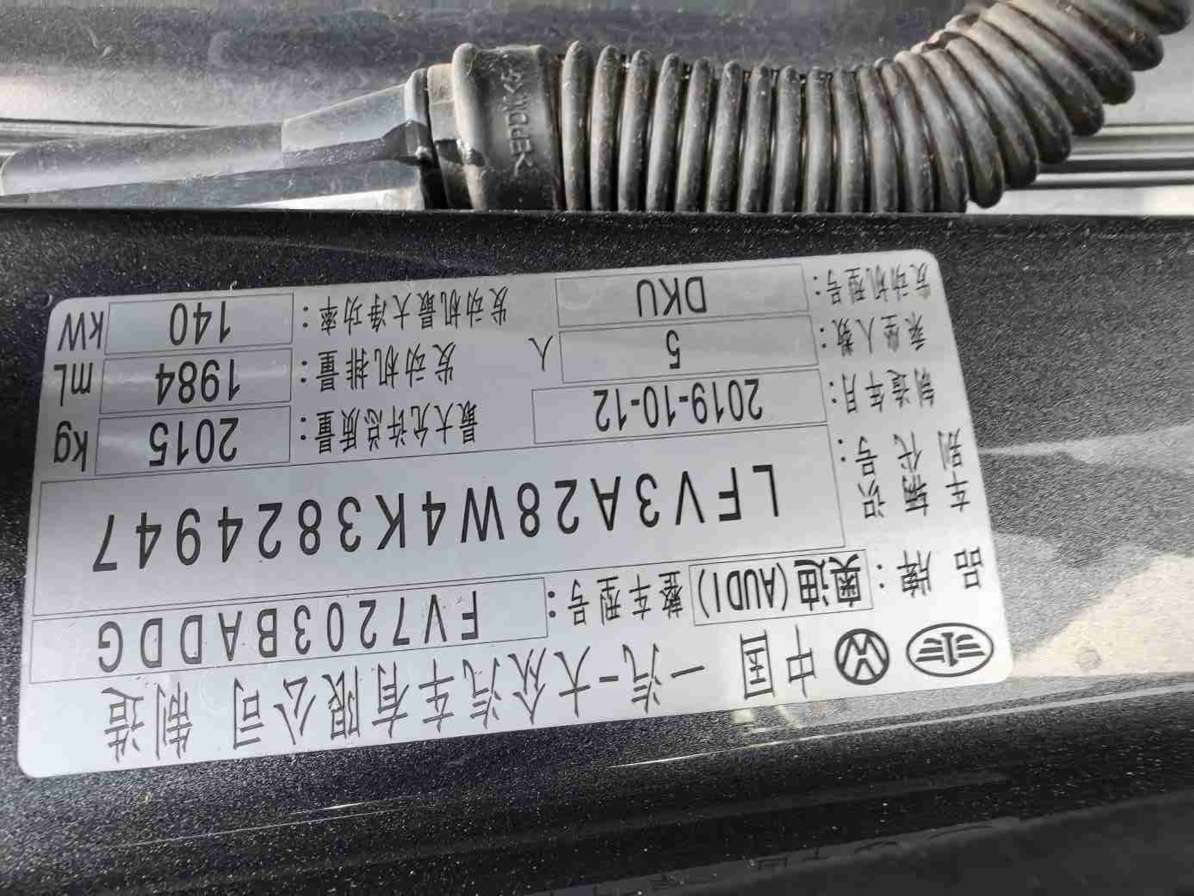 中国 一汽-大众汽车有限公司 制造
品牌：奥迪(AUDI) 整车型号：FV7203BADDG
车辆识别代号：LFV3A28W4K3824947
制造年月：2019-10-12 最大允许总质量：2015 kg
乘坐人数：5 人 发动机排量：1984 mL
发动机型号：DKU 发动机最大净功率：140 kW
>EPDM<